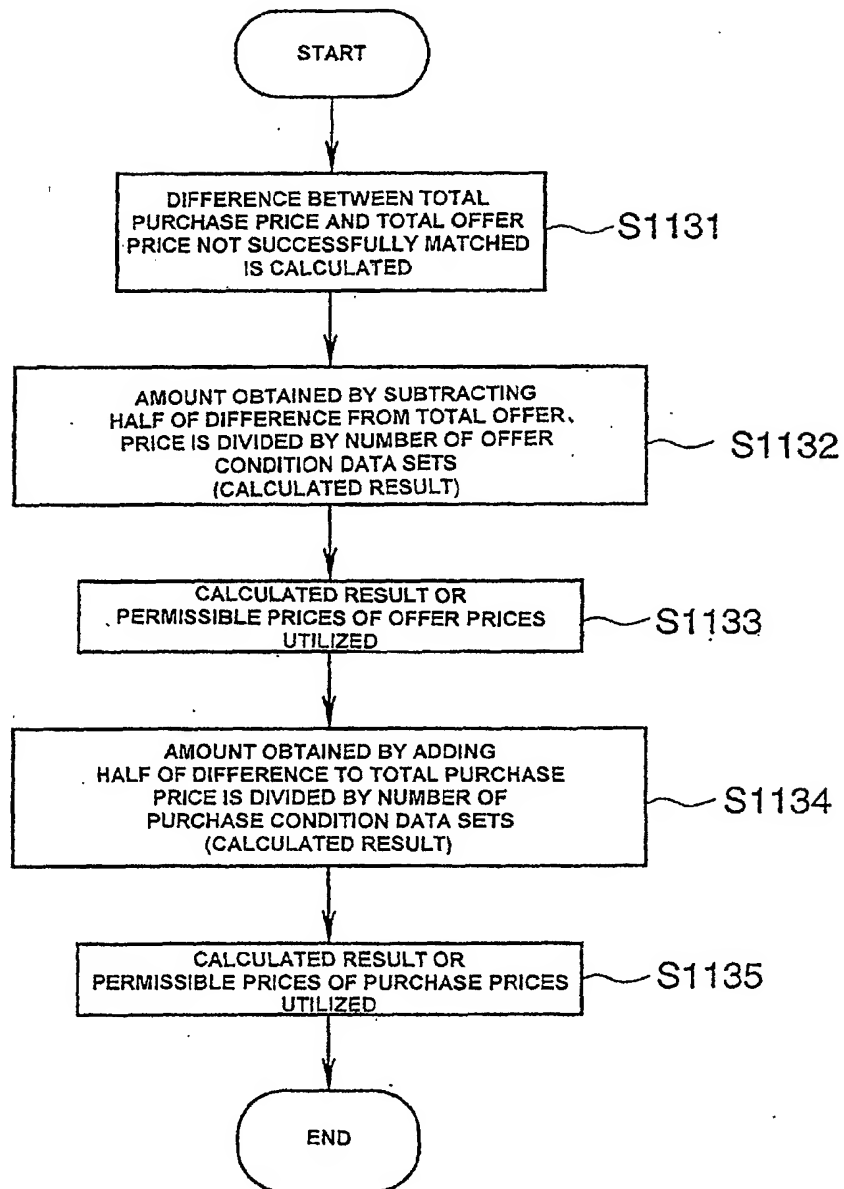 START
DIFFERENCE BETWEEN TOTAL
PURCHASE PRICE AND TOTAL OFFER
PRICE NOT SUCCESSFULLY MATCHED
IS CALCULATED
S1131
AMOUNT OBTAINED BY SUBTRACTING
HALF OF DIFFERENCE FROM TOTAL OFFER
PRICE IS DIVIDED BY NUMBER OF OFFER
CONDITION DATA SETS
(CALCULATED RESULT)
S1132
CALCULATED RESULT OR
PERMISSIBLE PRICES OF OFFER PRICES
UTILIZED
S1133
AMOUNT OBTAINED BY ADDING
HALF OF DIFFERENCE TO TOTAL PURCHASE
PRICE IS DIVIDED BY NUMBER OF
PURCHASE CONDITION DATA SETS
(CALCULATED RESULT)
S1134
CALCULATED RESULT OR
PERMISSIBLE PRICES OF PURCHASE PRICES
UTILIZED
S1135
END